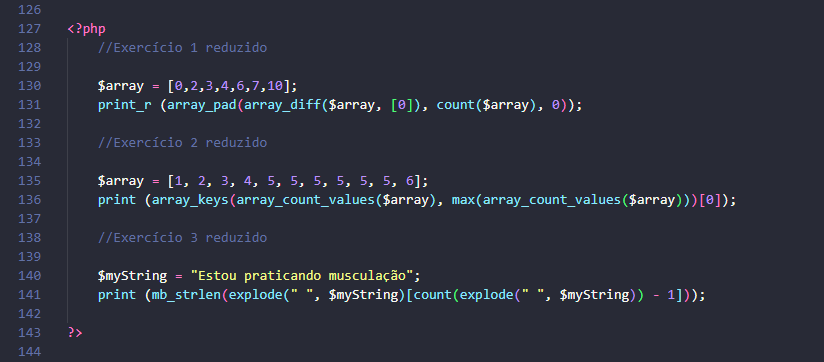 126
127 <?php
128 //Exercício 1 reduzido
129
130 $array = [0,2,3,4,6,7,10];
131 print_r (array_pad(array_diff($array, [0]), count($array), 0));
132
133 //Exercício 2 reduzido
134
135 $array = [1, 2, 3, 4, 5, 5, 5, 5, 5, 5, 6];
136 print (array_keys(array_count_values($array), max(array_count_values($array)))[0]);
137
138 //Exercício 3 reduzido
139
140 $myString = "Estou praticando musculação";
141 print (mb_strlen(explode(" ", $myString)[count(explode(" ", $myString)) - 1]));
142
143 ?>
144